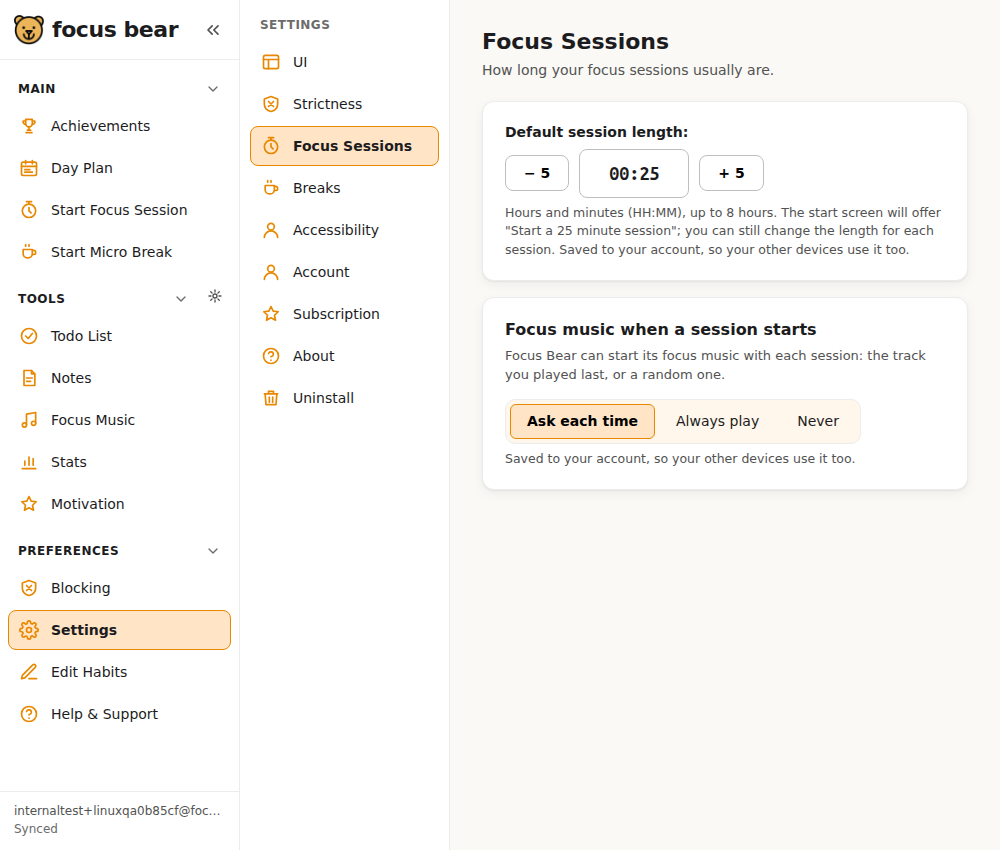 focus bear
MAIN
Achievements
Day Plan
Start Focus Session
Start Micro Break
TOOLS
Todo List
Notes
Focus Music
Stats
Motivation
PREFERENCES
Blocking
Settings
Edit Habits
Help & Support
internaltest+linuxqa0b85cf@foc...
Synced
SETTINGS
UI
Strictness
Focus Sessions
Breaks
Accessibility
Account
Subscription
About
Uninstall
Focus Sessions
How long your focus sessions usually are.
Default session length:
− 5
00:25
+ 5
Hours and minutes (HH:MM), up to 8 hours. The start screen will offer
"Start a 25 minute session"; you can still change the length for each
session. Saved to your account, so your other devices use it too.
Focus music when a session starts
Focus Bear can start its focus music with each session: the track
you played last, or a random one.
Ask each time
Always play
Never
Saved to your account, so your other devices use it too.